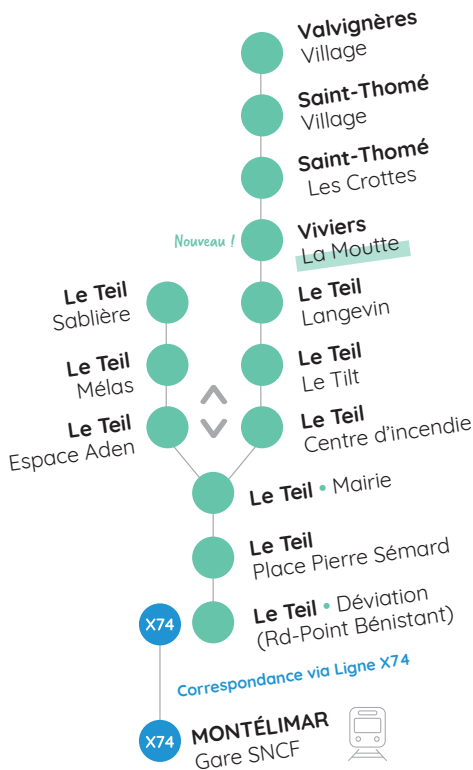 Valvignères
Village
Saint-Thomé
Village
Saint-Thomé
Les Crottes
Nouveau !
Viviers
La Moutte
Le Teil
Sablière
Le Teil
Langevin
Le Teil
Mélas
Le Teil
Le Tilt
Le Teil
Espace Aden
Le Teil
Centre d'incendie
Le Teil • Mairie
Le Teil
Place Pierre Sémard
X74
Le Teil • Déviation
(Rd-Point Bénistant)
Correspondance via Ligne X74
X74
MONTÉLIMAR
Gare SNCF